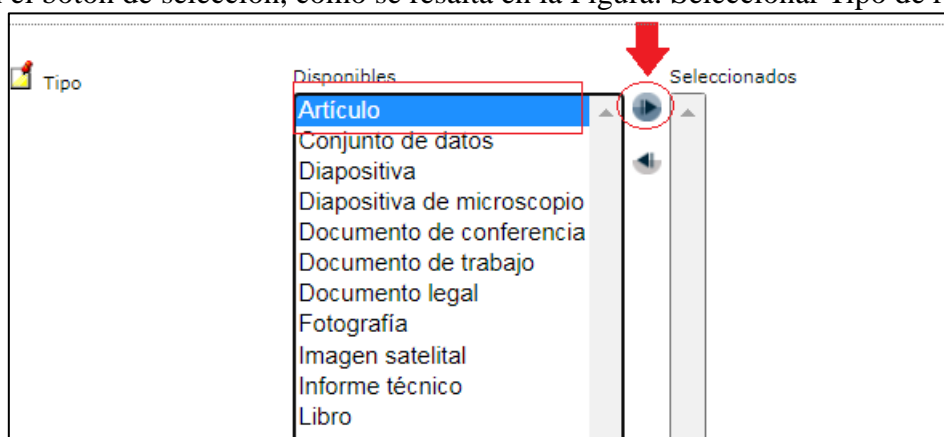 el botón de selección, como se resalta en la Figura. Seleccionar Tipo de
Tipo
Disponibles
Seleccionados
Artículo
Conjunto de datos
Diapositiva
Diapositiva de microscopio
Documento de conferencia
Documento de trabajo
Documento legal
Fotografía
Imagen satelital
Informe técnico
Libro